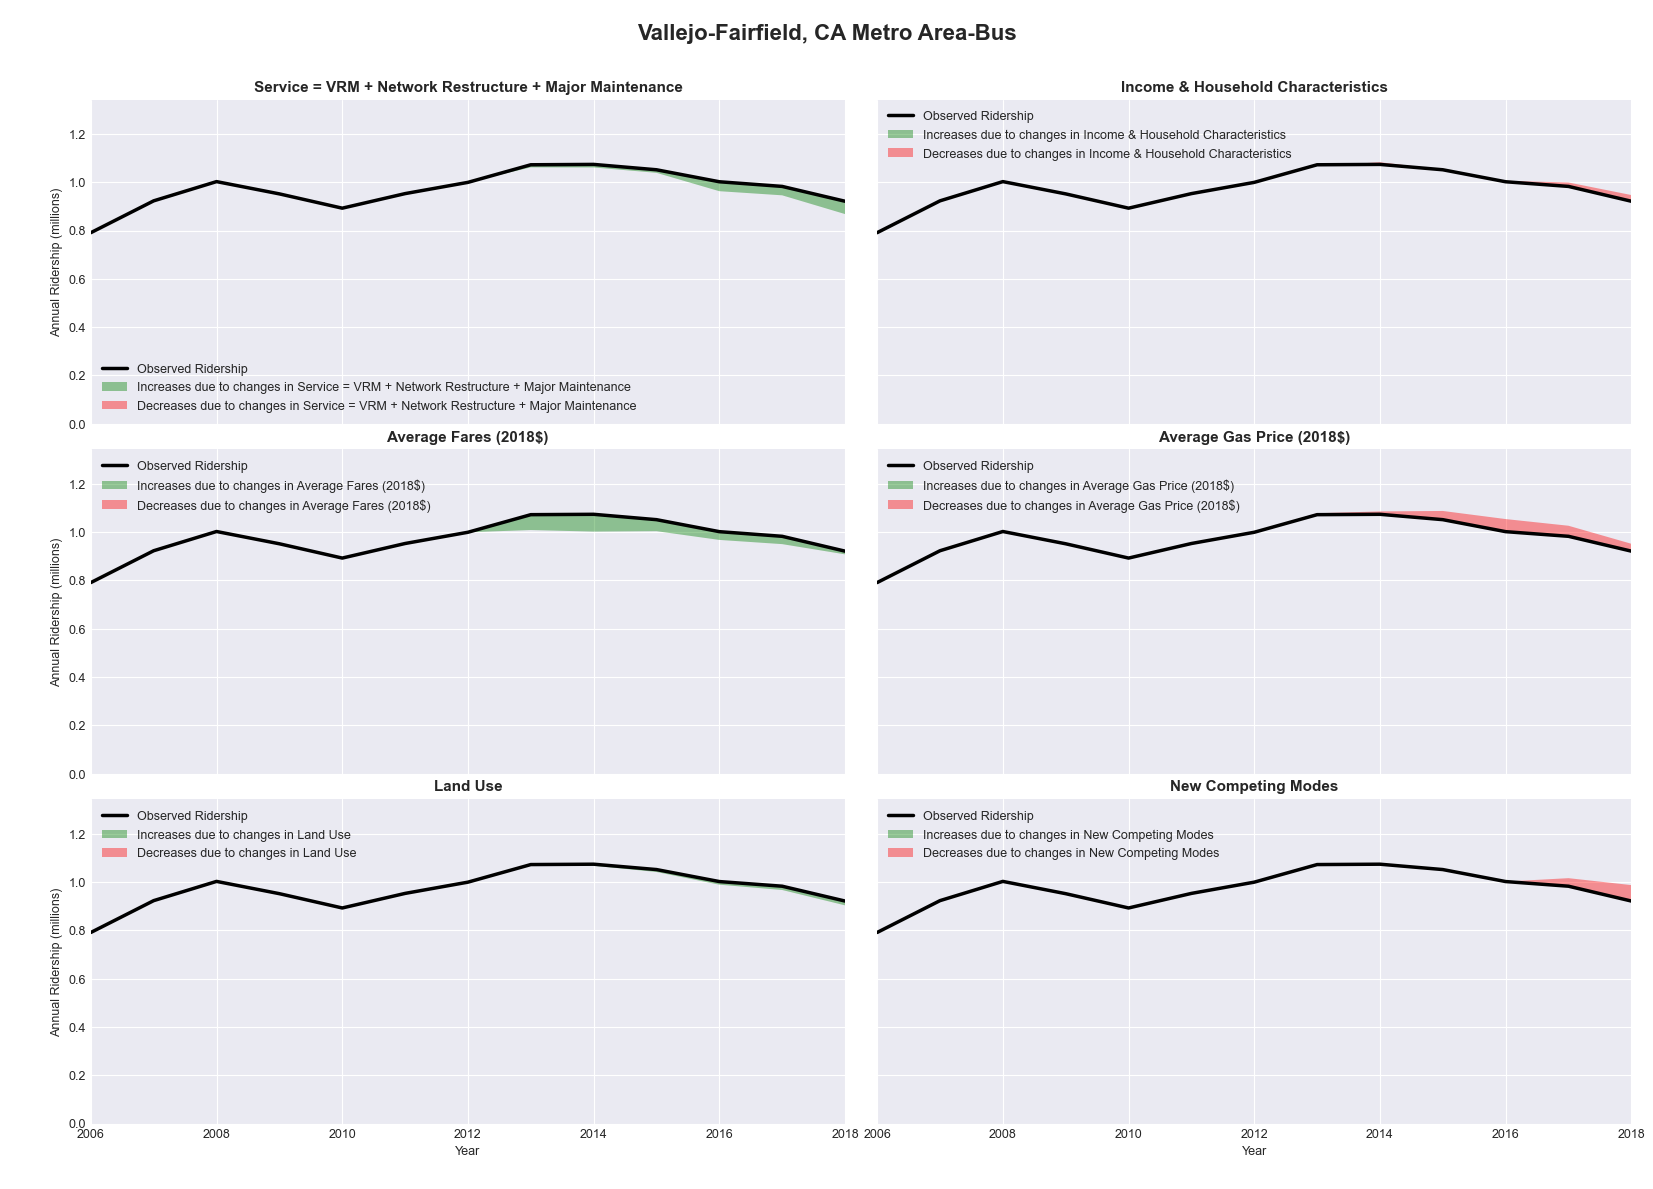 Vallejo-Fairfield, CA Metro Area-Bus
Service = VRM + Network Restructure + Major Maintenance
Annual Ridership (millions)
1.2
1.0
0.8
0.6
0.4
0.2
0.0
Observed Ridership
Increases due to changes in Service = VRM + Network Restructure + Major Maintenance
Decreases due to changes in Service = VRM + Network Restructure + Major Maintenance
Income & Household Characteristics
Observed Ridership
Increases due to changes in Income & Household Characteristics
Decreases due to changes in Income & Household Characteristics
Average Fares (2018$)
Annual Ridership (millions)
1.2
1.0
0.8
0.6
0.4
0.2
0.0
Observed Ridership
Increases due to changes in Average Fares (2018$)
Decreases due to changes in Average Fares (2018$)
Average Gas Price (2018$)
Observed Ridership
Increases due to changes in Average Gas Price (2018$)
Decreases due to changes in Average Gas Price (2018$)
Land Use
Annual Ridership (millions)
1.2
1.0
0.8
0.6
0.4
0.2
0.0
Observed Ridership
Increases due to changes in Land Use
Decreases due to changes in Land Use
2006 2008 2010 2012 2014 2016 2018
Year
New Competing Modes
Observed Ridership
Increases due to changes in New Competing Modes
Decreases due to changes in New Competing Modes
2006 2008 2010 2012 2014 2016 2018
Year